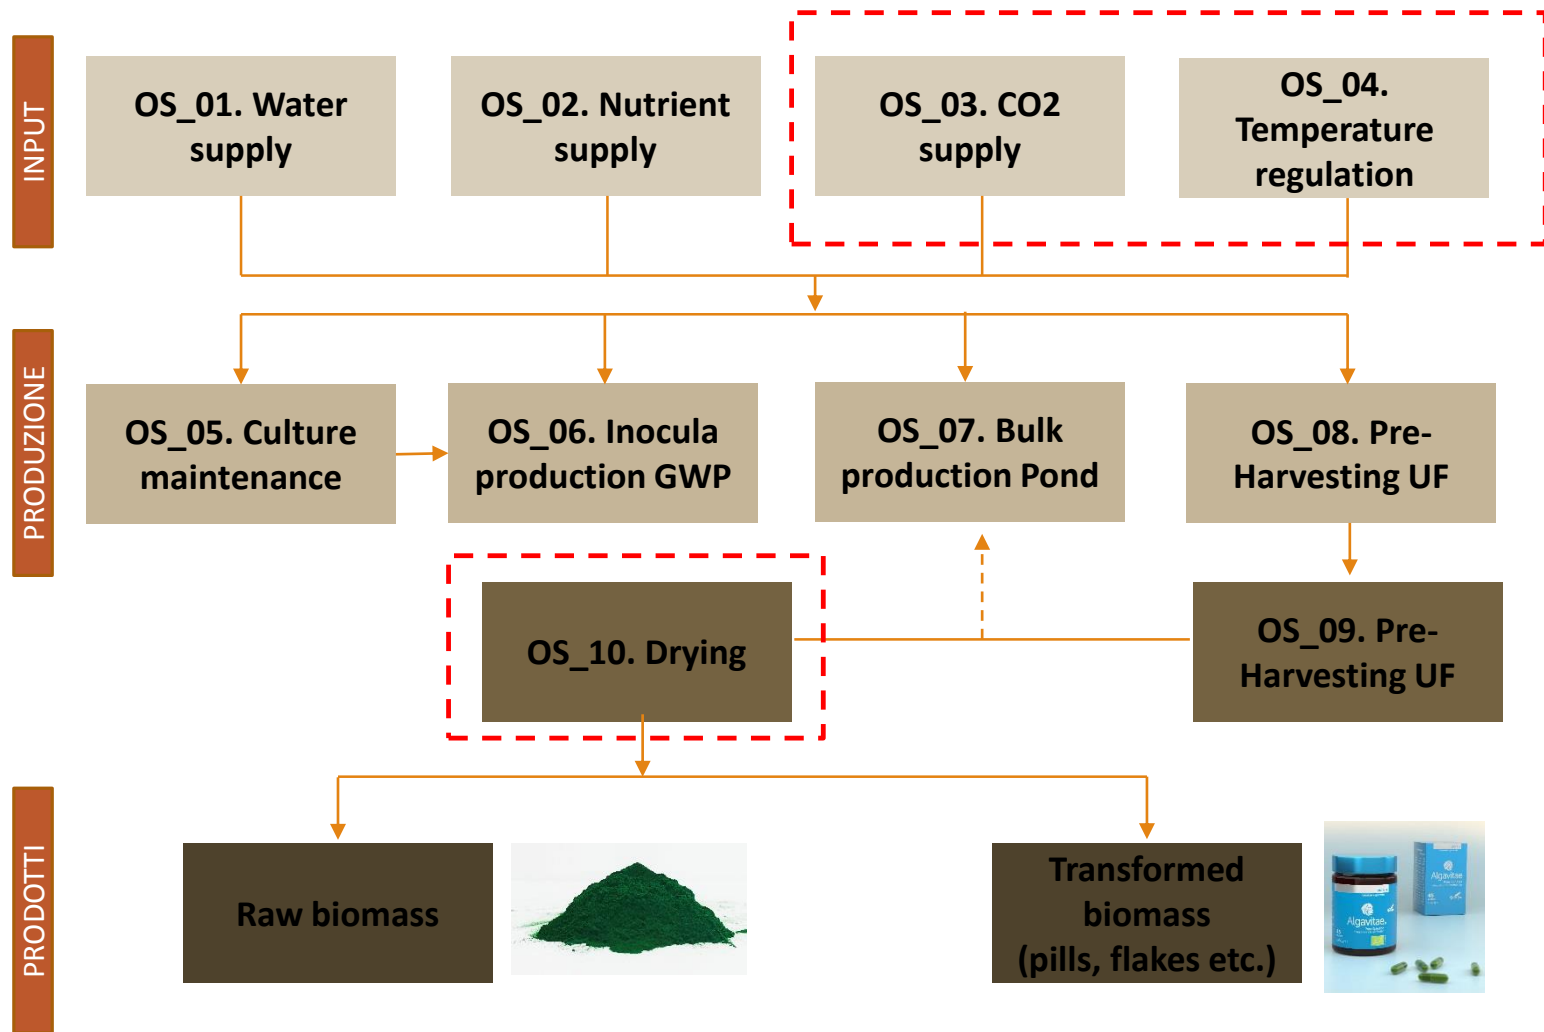 INPUT
OS_01. Water
supply
OS_02. Nutrient
supply
OS_03. CO2
supply
OS_04.
Temperature
regulation
PRODUZIONE
OS_05. Culture
maintenance
OS_06. Inocula
production GWP
OS_07. Bulk
production Pond
OS_08. Pre-
Harvesting UF
OS_10. Drying
OS_09. Pre-
Harvesting UF
PRODOTTI
Raw biomass
Transformed
biomass
(pills, flakes etc.)
Algavitae
Algavitae